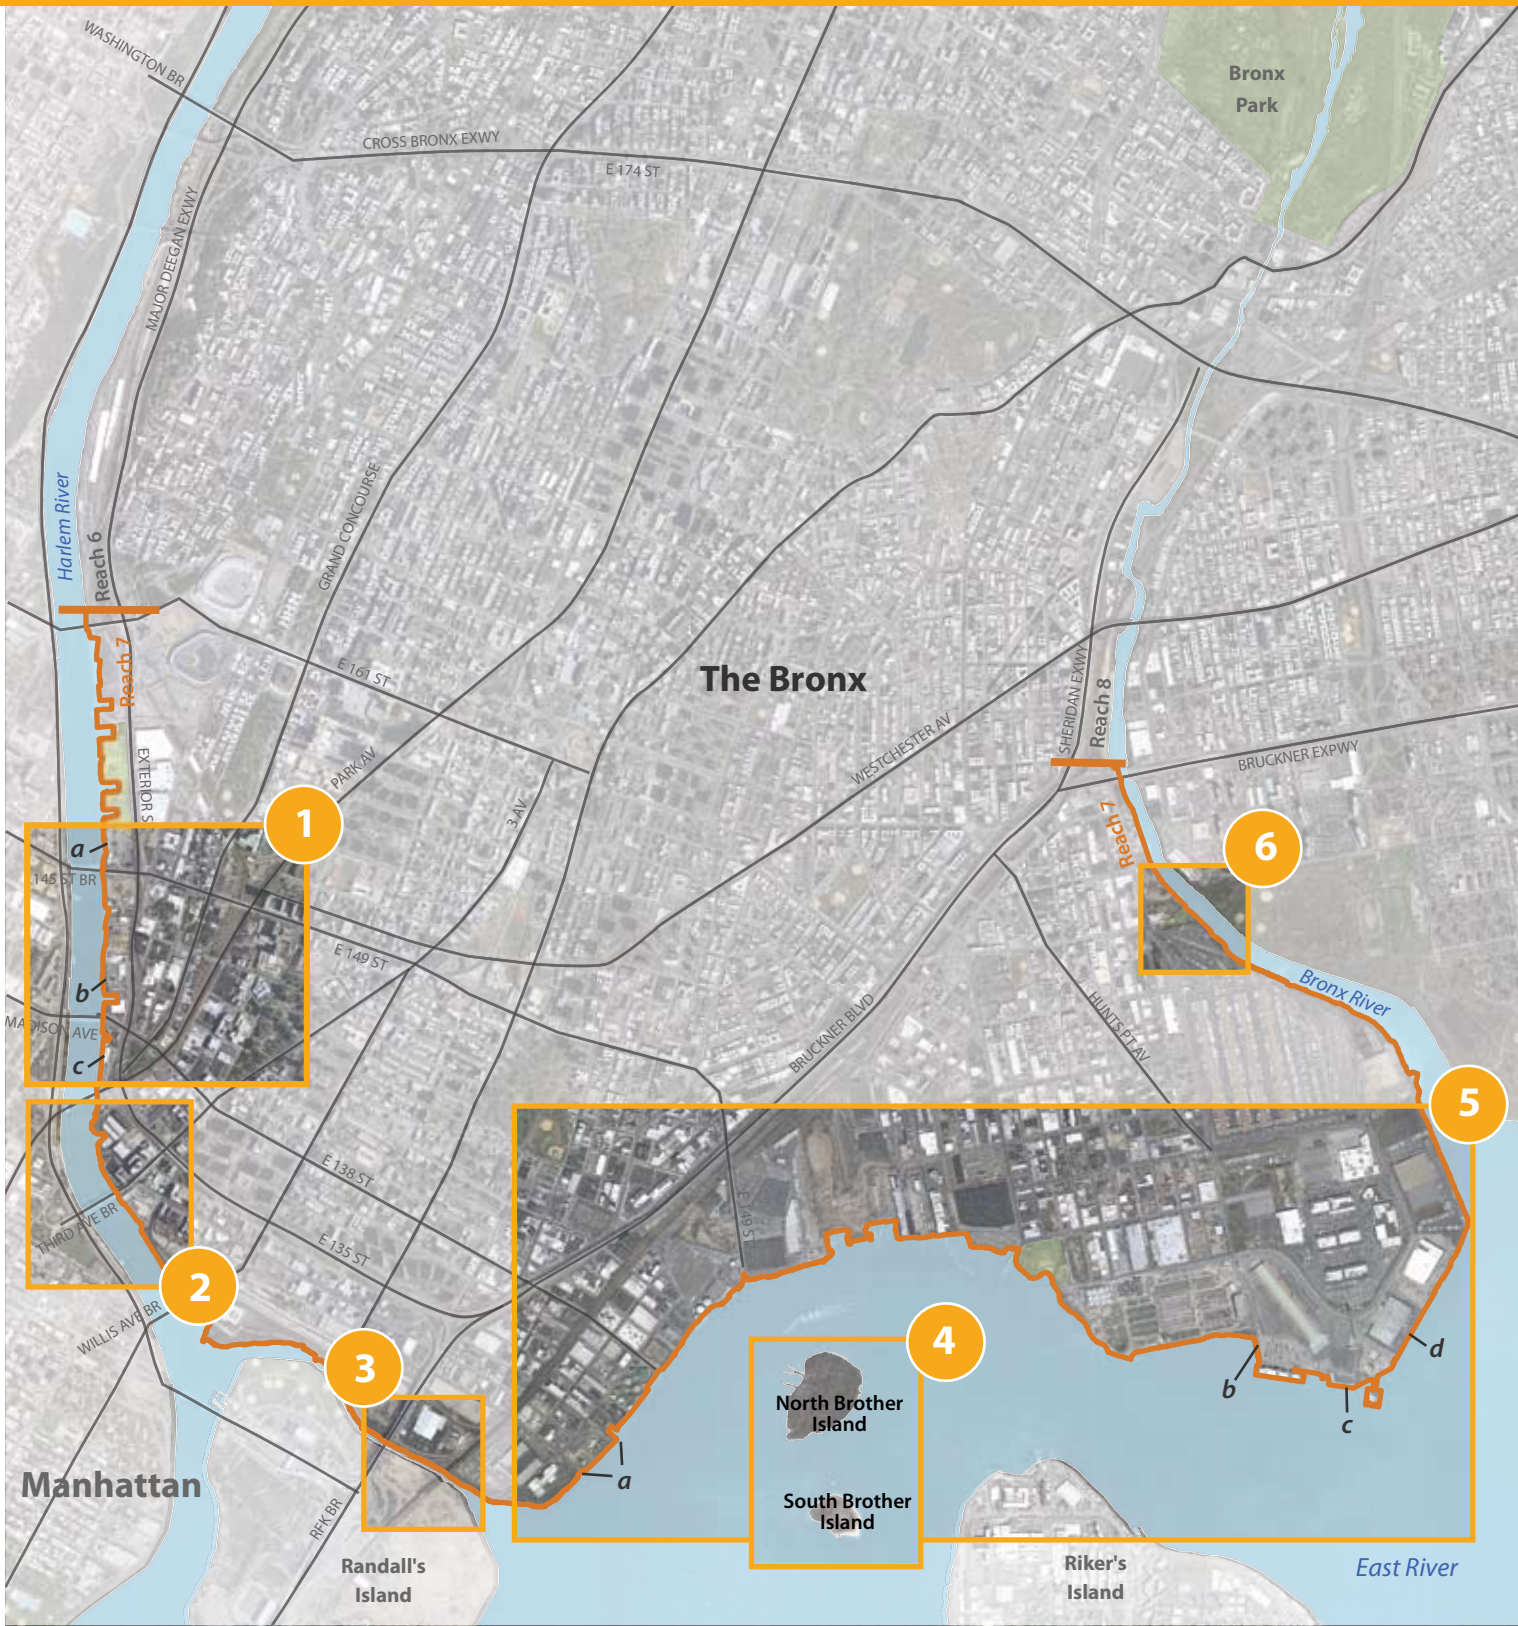 WASHINGTON BR
Bronx
Park
CROSS BRONX EXWY
E 174 ST
MAJOR DEEGAN EXWY
Harlem River
Reach 6
GRAND CONCOURSE
Reach 7
E 161 ST
The Bronx
SHERIDAN EXWY
Reach 8
EXTERIOR S
PARK AV
3 AV
WESTCHESTER AV
BRUCKNER EXPWY
1
a
145 ST BR
Reach 7
6
E 149 ST
b
MADISON AVE
c
Bronx River
BRUCKNER BLVD
HUNTS PT AV
5
E 138 ST
THIRD AVE BR
E 135 ST
E 149 ST
2
WILLIS AVE BR
3
4
North Brother
Island
b
d
c
Manhattan
a
South Brother
Island
RFK BR
Randall's
Island
Riker's
Island
East River